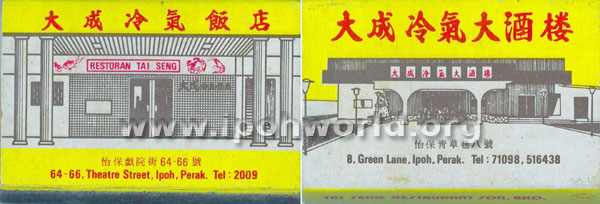 大成冷氣飯店
RESTORAN TAI SENG
大成
怡保戲院街64-66號
64-66, Theatre Street, Ipoh, Perak. Tel: 2009
大成冷氣大酒楼
大成冷氣大酒楼
怡保青草巷八號
8, Green Lane, Ipoh, Perak. Tel: 71098, 516438
TAI SENG RESTAURANT SDN. BHD.
www.ipohworld.org